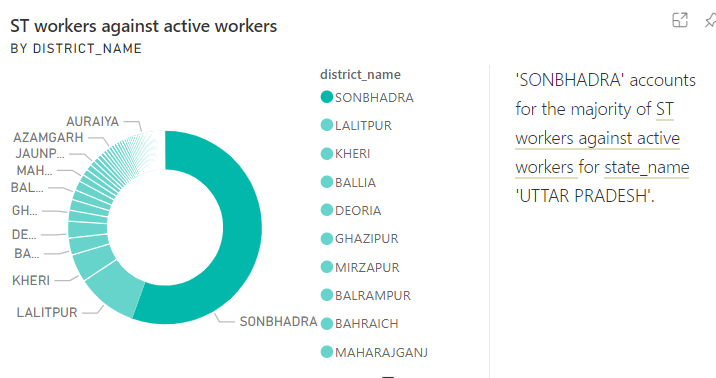 ST workers against active workers
BY DISTRICT_NAME
AURAIYA
AZAMGARH
JAUNP...
MAH...
BAL...
GH...
DE...
BA...
KHERI
LALITPUR
SONBHADRA
district_name
SONBHADRA
LALITPUR
KHERI
BALLIA
DEORIA
GHAZIPUR
MIRZAPUR
BALRAMPUR
BAHRAICH
MAHARAJGANJ
'SONBHADRA' accounts
for the majority of ST
workers against active
workers for state_name
'UTTAR PRADESH'.